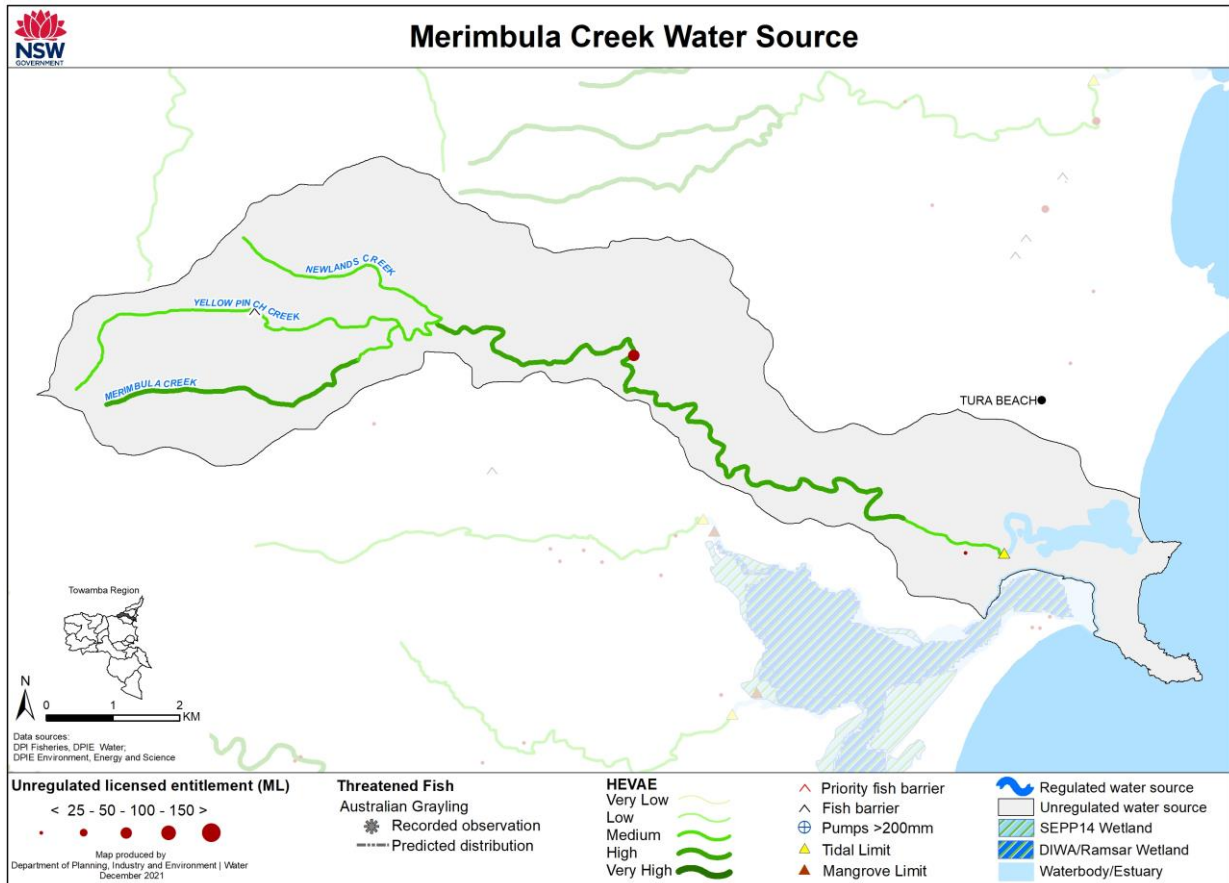 NSW
GOVERNMENT
Merimbula Creek Water Source
NEWLANDS CREEK
YELLOW PINCH CREEK
MERIMBULA CREEK
TURA BEACH
Towamba Region
N
0 1 2
KM
Data sources:
DPI Fisheries, DPIE Water;
DPIE Environment, Energy and Science
Unregulated licensed entitlement (ML)
< 25 - 50 - 100 - 150 >
Map produced by
Department of Planning, Industry and Environment | Water
December 2021
Threatened Fish
Australian Grayling
Recorded observation
Predicted distribution
HEVAE
Very Low
Low
Medium
High
Very High
Priority fish barrier
Fish barrier
Pumps >200mm
Tidal Limit
Mangrove Limit
Regulated water source
Unregulated water source
SEPP14 Wetland
DIWA/Ramsar Wetland
Waterbody/Estuary